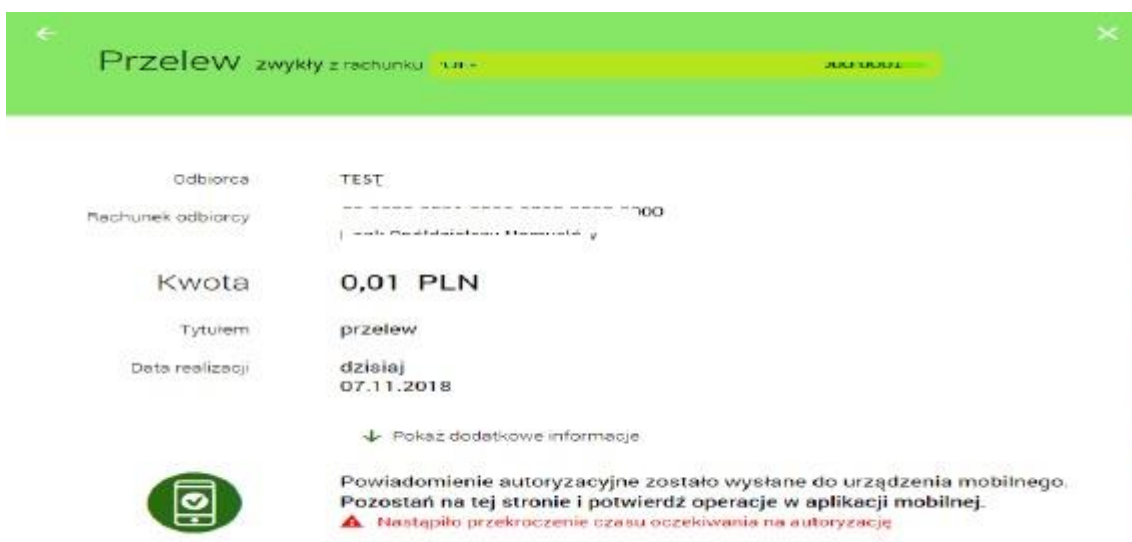 Przelew zwykły z rachunku
Odbiorca TEST
Rachunek odbiorcy
Kwota 0,01 PLN
Tytułem przelew
Data realizacji dzisiaj
07.11.2018
Pokaż dodatkowe informacje
Powiadomienie autoryzacyjne zostało wysłane do urządzenia mobilnego.
Pozostań na tej stronie i potwierdź operacje w aplikacji mobilnej.
Nastąpiło przekroczenie czasu oczekiwania na autoryzację